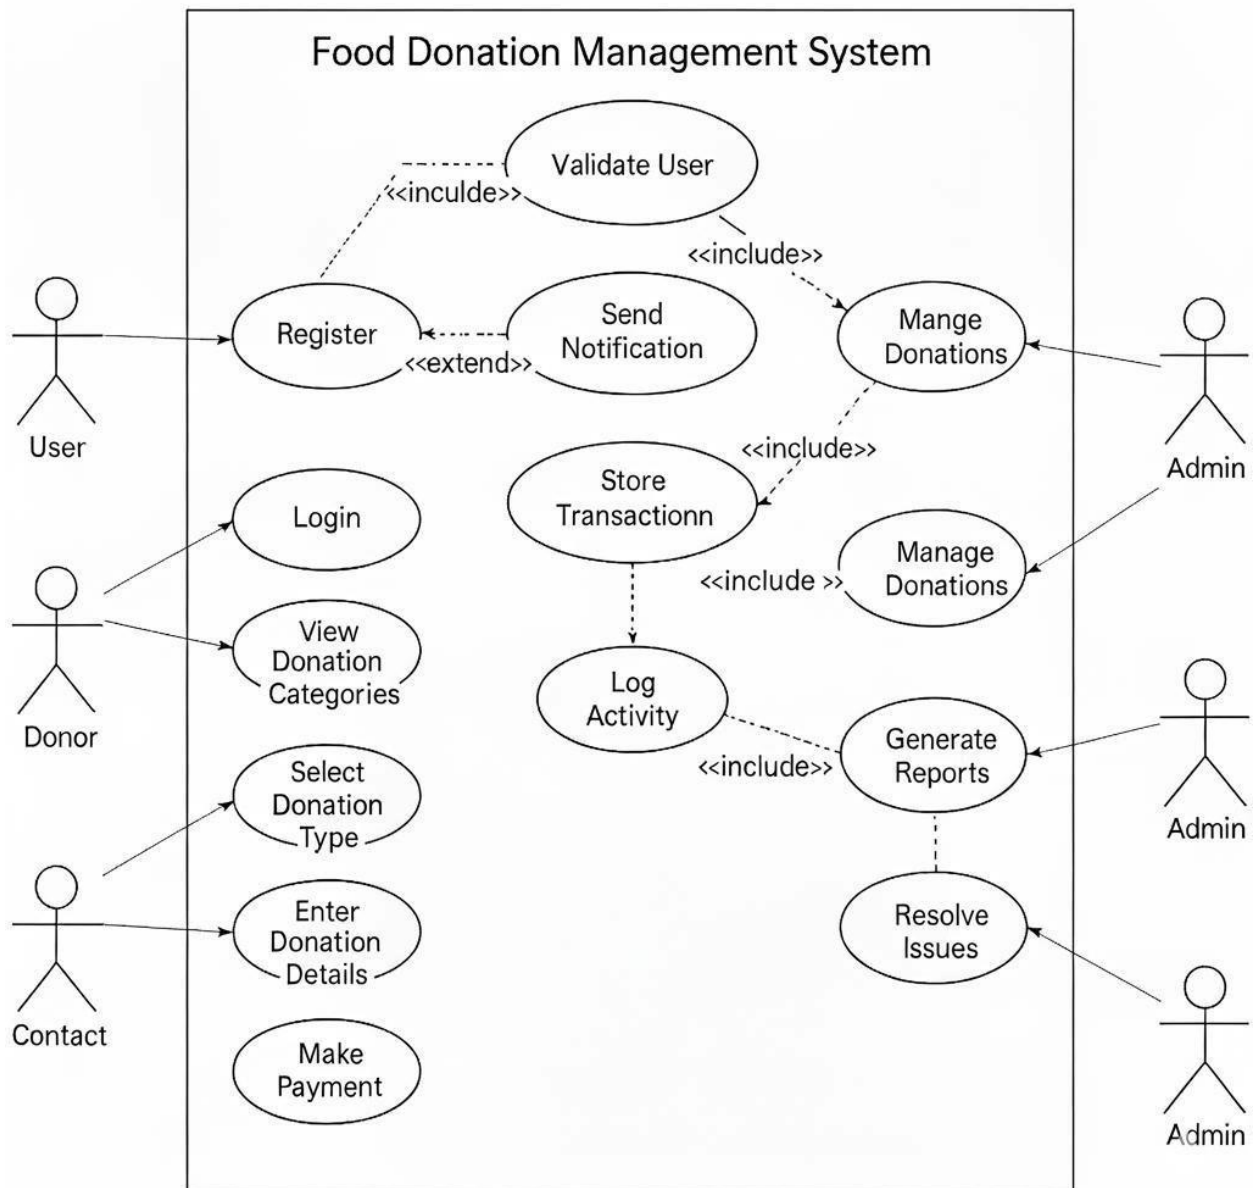 Food Donation Management System
Validate User
<<inculde>>
<<include>>
Register
Send
Notification
<<extend>>
Mange
Donations
User
Admin
<<include>>
Login
Store
Transactionn
Manage
Donations
<<include >>
View
Donation
Categories
Donor
Log
Activity
Generate
Reports
<<include>>
Select
Donation
Type
Admin
Enter
Donation
Details
Resolve
Issues
Contact
Make
Payment
Admin